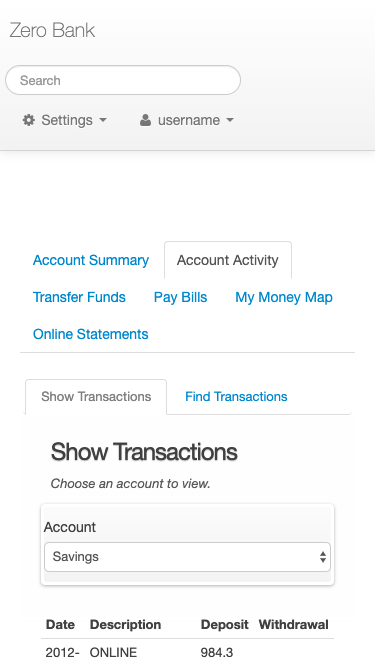 Zero Bank
Search
Settings
username
Account Summary
Account Activity
Transfer Funds
Pay Bills
My Money Map
Online Statements
Show Transactions
Find Transactions
Show Transactions
Choose an account to view.
Account
Savings
Date Description Deposit Withdrawal
2012- ONLINE 984.3